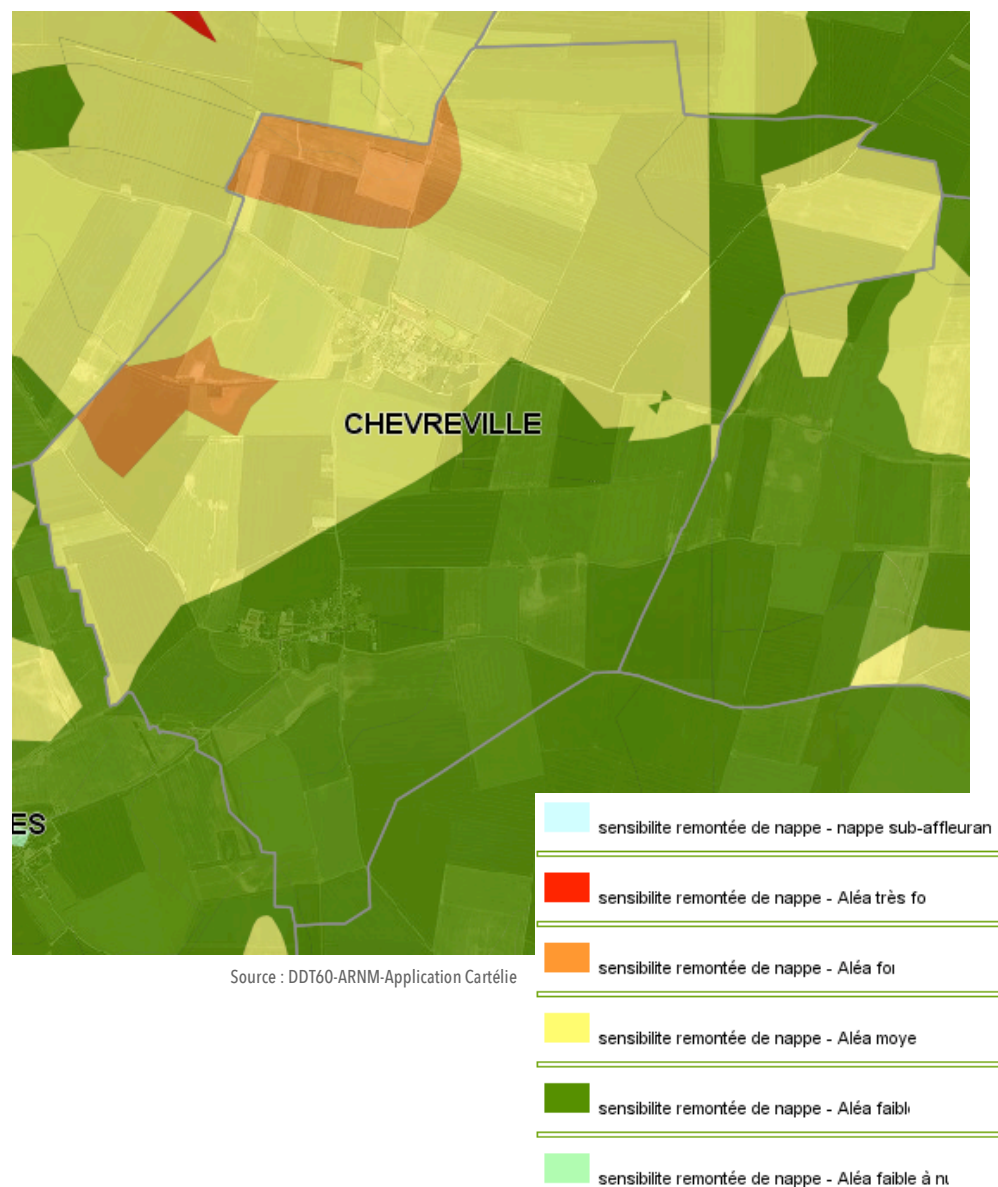 CHEVREVILLE
ES
Source : DDT60-ARNM-Application Cartélie
sensibilite remontée de nappe - nappe sub-affleuran
sensibilite remontée de nappe - Aléa très fo
sensibilite remontée de nappe - Aléa for
sensibilite remontée de nappe - Aléa moye
sensibilite remontée de nappe - Aléa faibl
sensibilite remontée de nappe - Aléa faible à nu